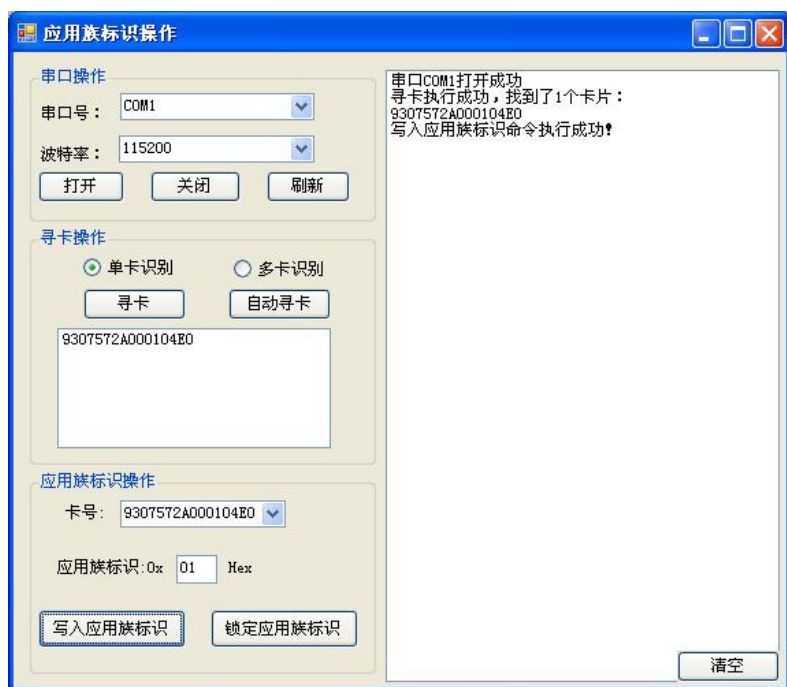 应用族标识操作
串口操作
串口号： COM1
波特率： 115200
打开 关闭 刷新
寻卡操作
单卡识别 多卡识别
寻卡 自动寻卡
9307572A000104E0
应用族标识操作
卡号: 9307572A000104E0
应用族标识:0x 01 Hex
写入应用族标识 锁定应用族标识
串口COM1打开成功
寻卡执行成功，找到了1个卡片：
9307572A000104E0
写入应用族标识命令执行成功!
清空